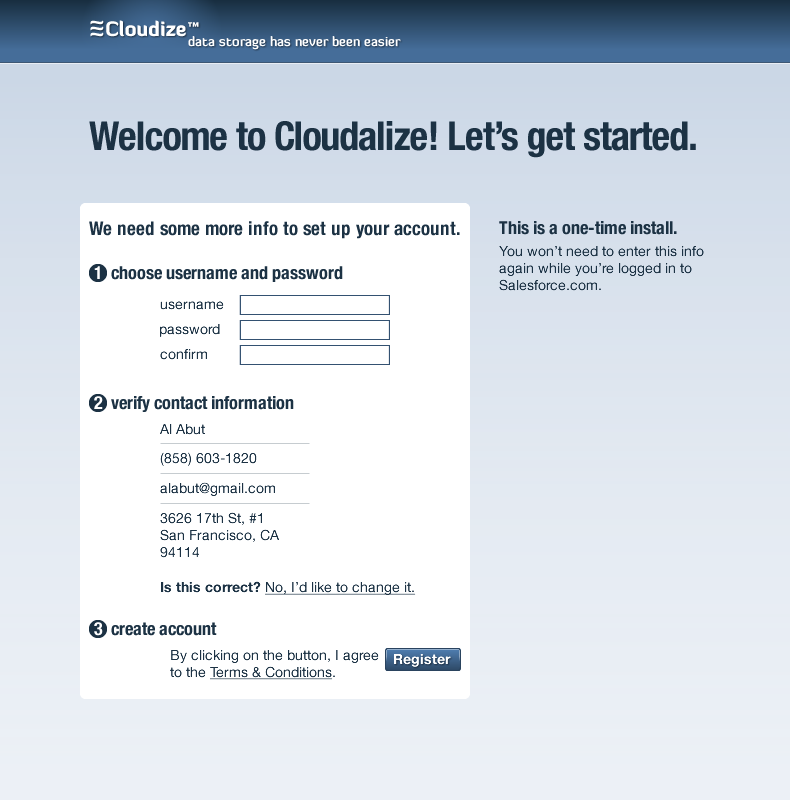 Cloudize™
data storage has never been easier
Welcome to Cloudalize! Let's get started.
We need some more info to set up your account.
1 choose username and password
username
password
confirm
2 verify contact information
Al Abut
(858) 603-1820
alabut@gmail.com
3626 17th St, #1
San Francisco, CA
94114
Is this correct? No, I'd like to change it.
3 create account
By clicking on the button, I agree
to the Terms & Conditions.
Register
This is a one-time install.
You won't need to enter this info
again while you're logged in to
Salesforce.com.